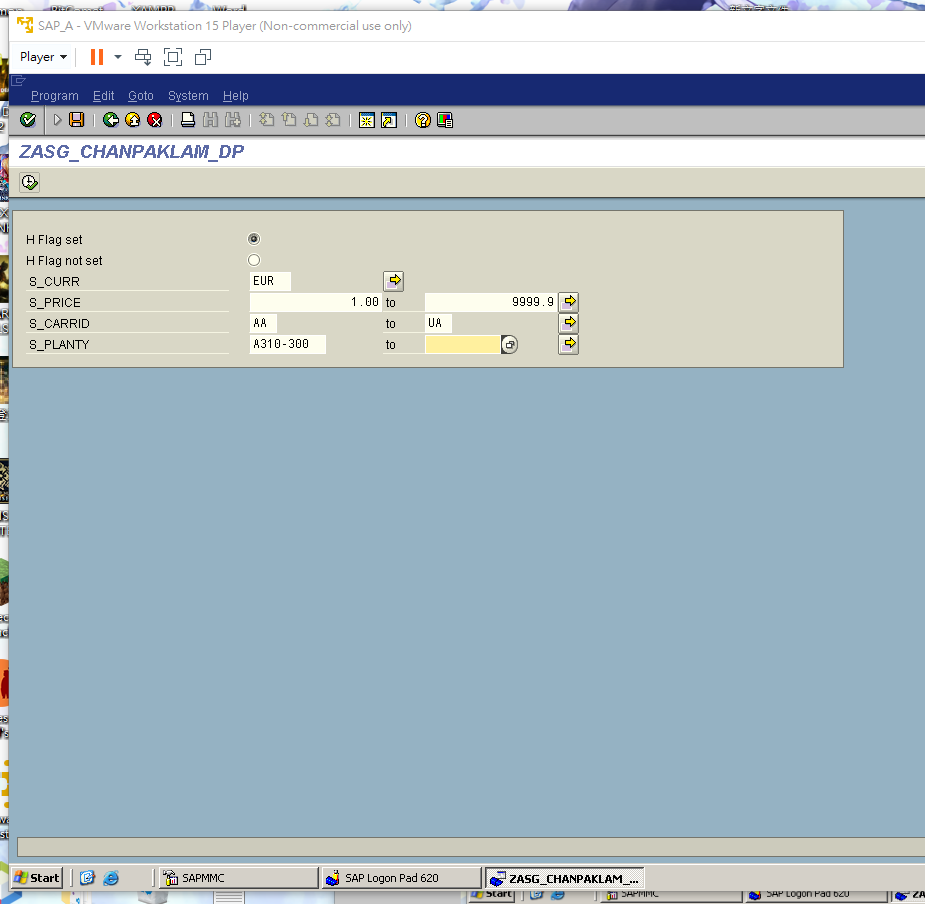 SAP_A - VMware Workstation 15 Player (Non-commercial use only)
Player
Program Edit Goto System Help
ZASG_CHANPAKLAM_DP
H Flag set
H Flag not set
S_CURR EUR
S_PRICE 1.00 to 9999.9
S_CARRID AA to UA
S_PLANTY A310-300 to
Start SAPMMC SAP Logon Pad 620 ZASG_CHANPAKLAM_...
Start SAPMMC SAP Logon Pad 620 ZA